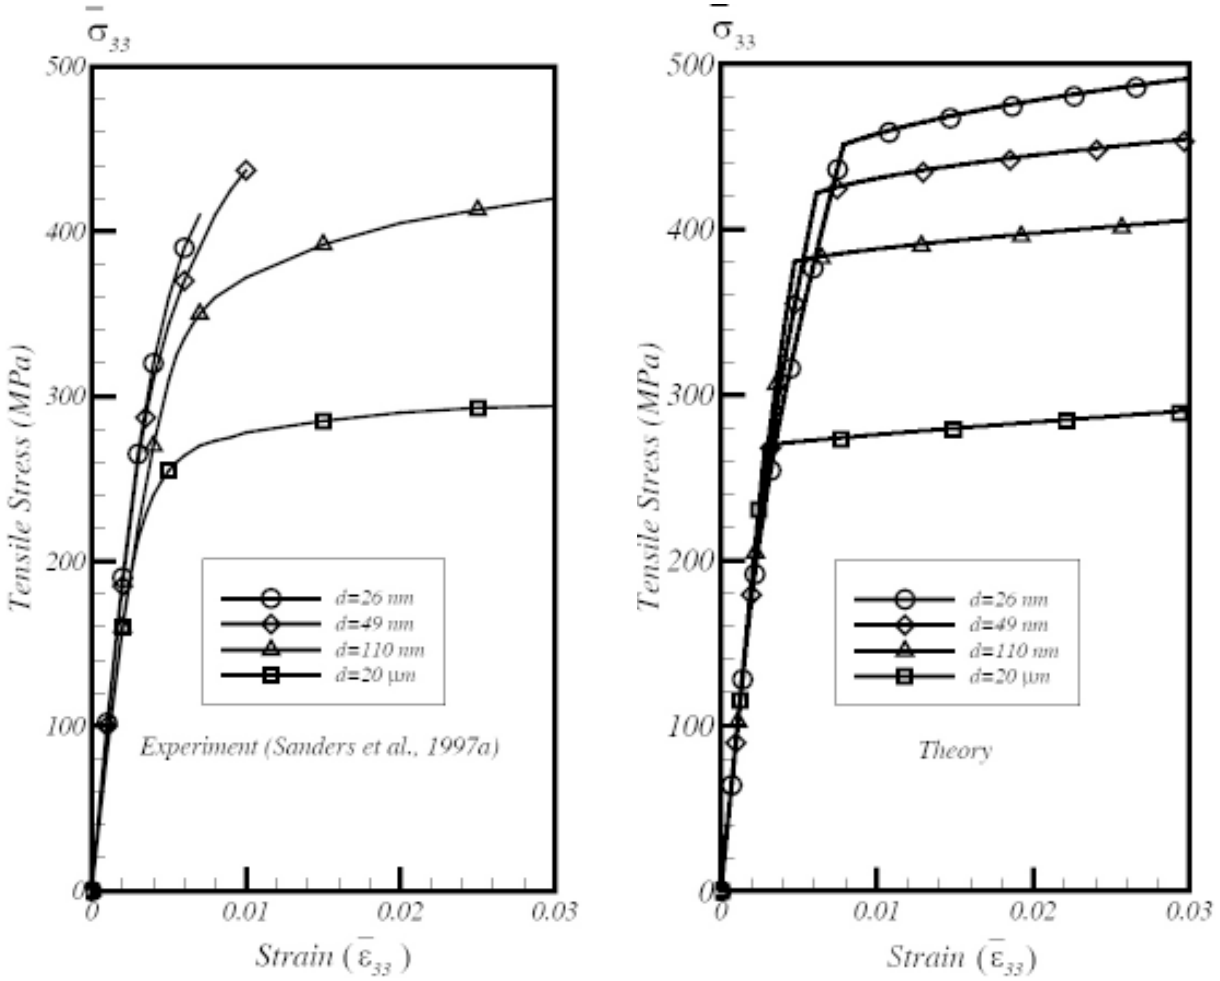 σ̄₃₃
500
400
300
200
100
0
0 0.01 0.02 0.03
Tensile Stress (MPa)
Strain (ε̄₃₃)
d=26 nm
d=49 nm
d=110 nm
d=20 μm
Experiment (Sanders et al., 1997a)
σ̄₃₃
500
400
300
200
100
0
0 0.01 0.02 0.03
Tensile Stress (MPa)
Strain (ε̄₃₃)
d=26 nm
d=49 nm
d=110 nm
d=20 μm
Theory